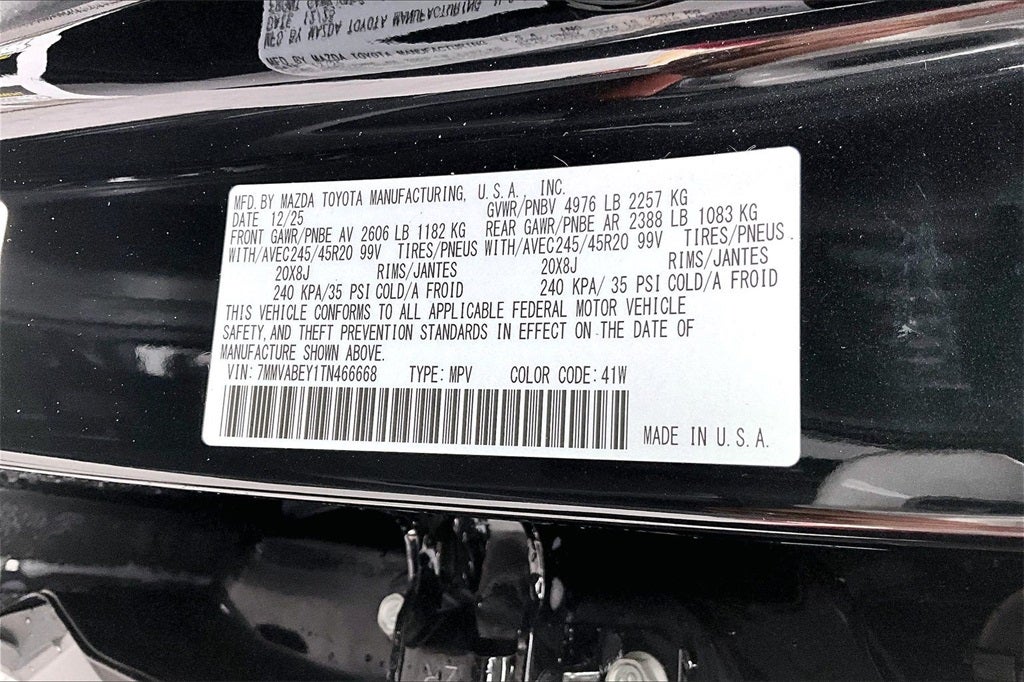 MFD. BY MAZDA TOYOTA MANUFACTURING, U.S.A., INC.
DATE 12/25 GVWR/PNBV 4976 LB 2257 KG
FRONT GAWR/PNBE AV 2606 LB 1182 KG REAR GAWR/PNBE AR 2388 LB 1083 KG
WITH/AVEC245/45R20 99V TIRES/PNEUS WITH/AVEC245/45R20 99V TIRES/PNEUS
20X8J RIMS/JANTES 20X8J RIMS/JANTES
240 KPA/35 PSI COLD/A FROID 240 KPA/ 35 PSI COLD/A FROID
THIS VEHICLE CONFORMS TO ALL APPLICABLE FEDERAL MOTOR VEHICLE
SAFETY, AND THEFT PREVENTION STANDARDS IN EFFECT ON THE DATE OF
MANUFACTURE SHOWN ABOVE.
VIN: 7MMVABEY1TN466668 TYPE: MPV COLOR CODE: 41W
MADE IN U.S.A.